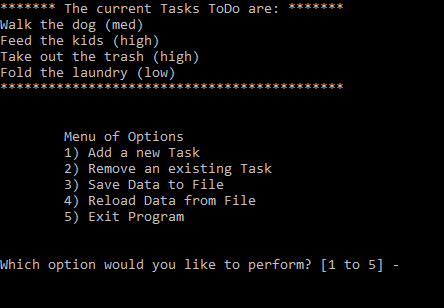 ******* The current Tasks ToDo are: *******
Walk the dog (med)
Feed the kids (high)
Take out the trash (high)
Fold the laundry (low)
*******************************************
Menu of Options
1) Add a new Task
2) Remove an existing Task
3) Save Data to File
4) Reload Data from File
5) Exit Program
Which option would you like to perform? [1 to 5] -